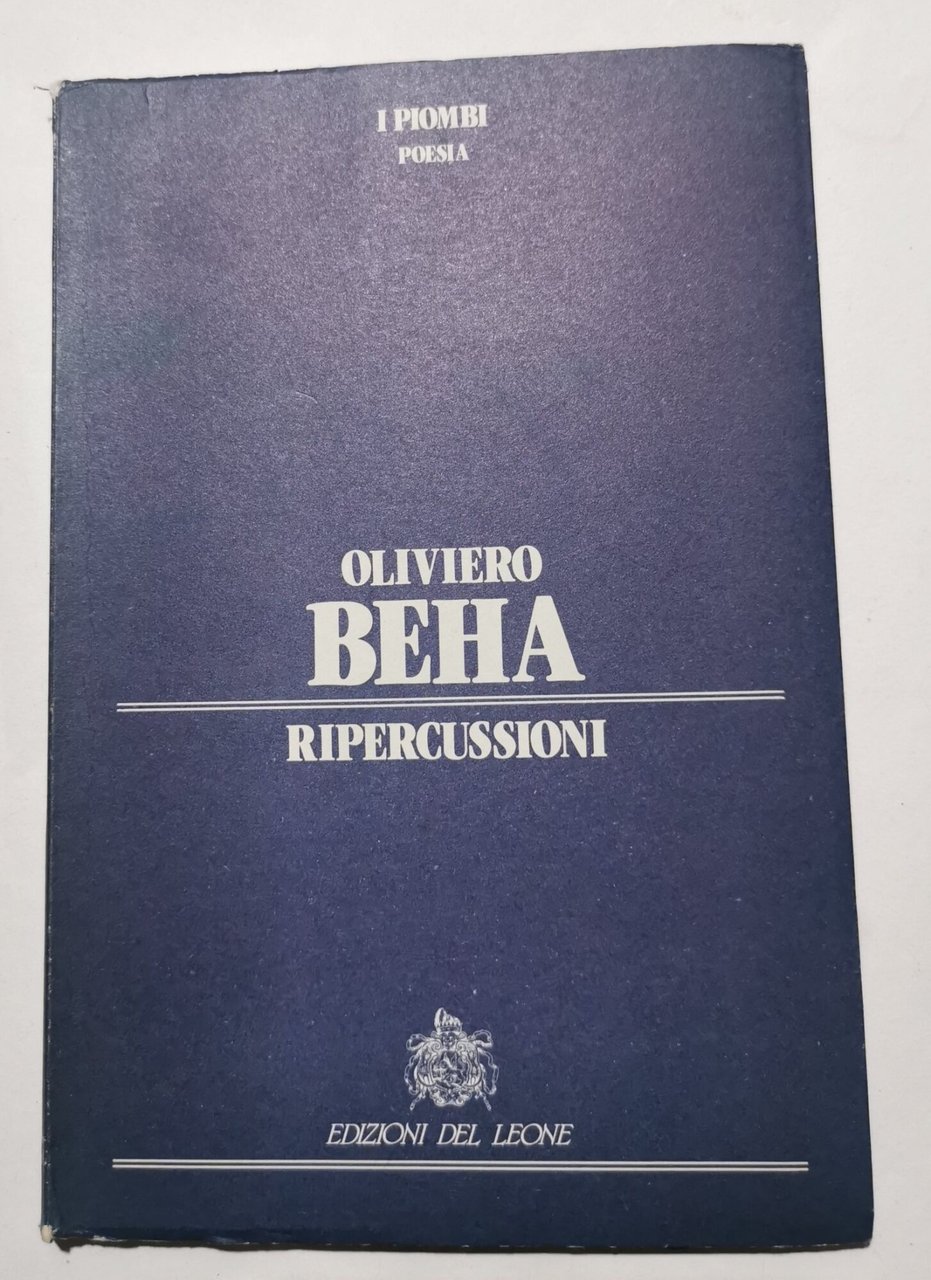 I PIOMBI
POESIA
OLIVIERO
BEHA
RIPERCUSSIONI
EDIZIONI DEL LEONE